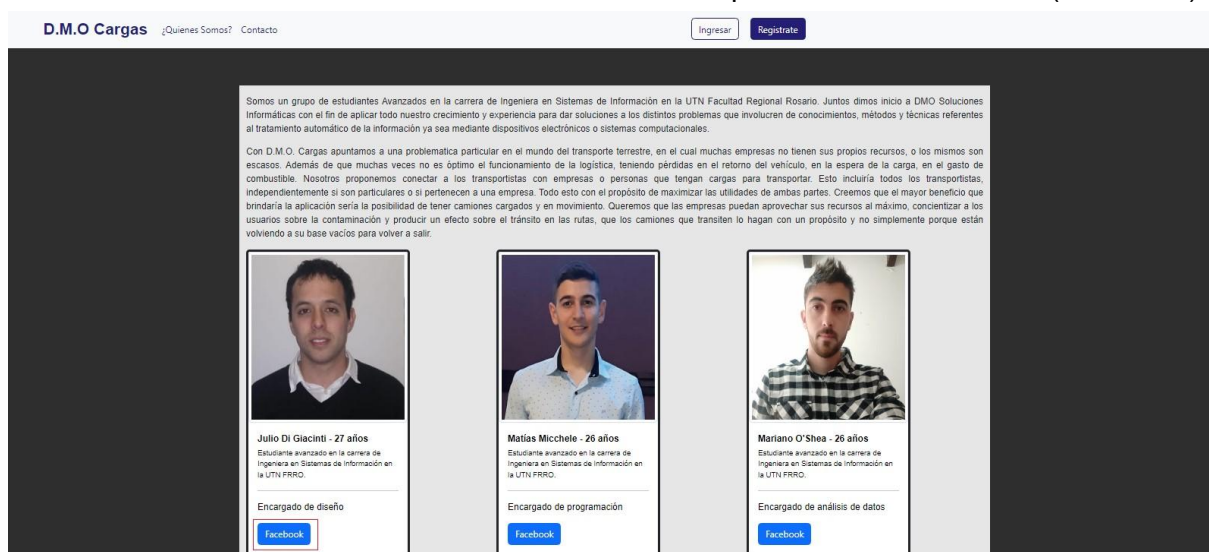 D.M.O Cargas ¿Quienes Somos? Contacto Ingresar Registrate
Somos un grupo de estudiantes Avanzados en la carrera de Ingeniera en Sistemas de Información en la UTN Facultad Regional Rosario. Juntos dimos inicio a DMO Soluciones
Informáticas con el fin de aplicar todo nuestro crecimiento y experiencia para dar soluciones a los distintos problemas que involucren de conocimientos, métodos y técnicas referentes
al tratamiento automático de la información ya sea mediante dispositivos electrónicos o sistemas computacionales.
Con D.M.O. Cargas apuntamos a una problematica particular en el mundo del transporte terrestre, en el cual muchas empresas no tienen sus propios recursos, o los mismos son
escasos. Además de que muchas veces no es óptimo el funcionamiento de la logística, teniendo pérdidas en el retorno del vehículo, en la espera de la carga, en el gasto de
combustible. Nosotros proponemos conectar a los transportistas con empresas o personas que tengan cargas para transportar. Esto incluiría todos los transportistas,
independientemente si son particulares o si pertenecen a una empresa. Todo esto con el propósito de maximizar las utilidades de ambas partes. Creemos que el mayor beneficio que
brindaría la aplicación sería la posibilidad de tener camiones cargados y en movimiento. Queremos que las empresas puedan aprovechar sus recursos al máximo, concientizar a los
usuarios sobre la contaminación y producir un efecto sobre el tránsito en las rutas, que los camiones que transiten lo hagan con un propósito y no simplemente porque están
volviendo a su base vacíos para volver a salir.
Julio Di Giacinti - 27 años
Estudiante avanzado en la carrera de
Ingeniera en Sistemas de Información en
la UTN FRRO.
Encargado de diseño
Facebook
Matías Micchele - 26 años
Estudiante avanzado en la carrera de
Ingeniera en Sistemas de Información en
la UTN FRRO.
Encargado de programación
Facebook
Mariano O'Shea - 26 años
Estudiante avanzado en la carrera de
Ingeniera en Sistemas de Información en
la UTN FRRO.
Encargado de análisis de datos
Facebook